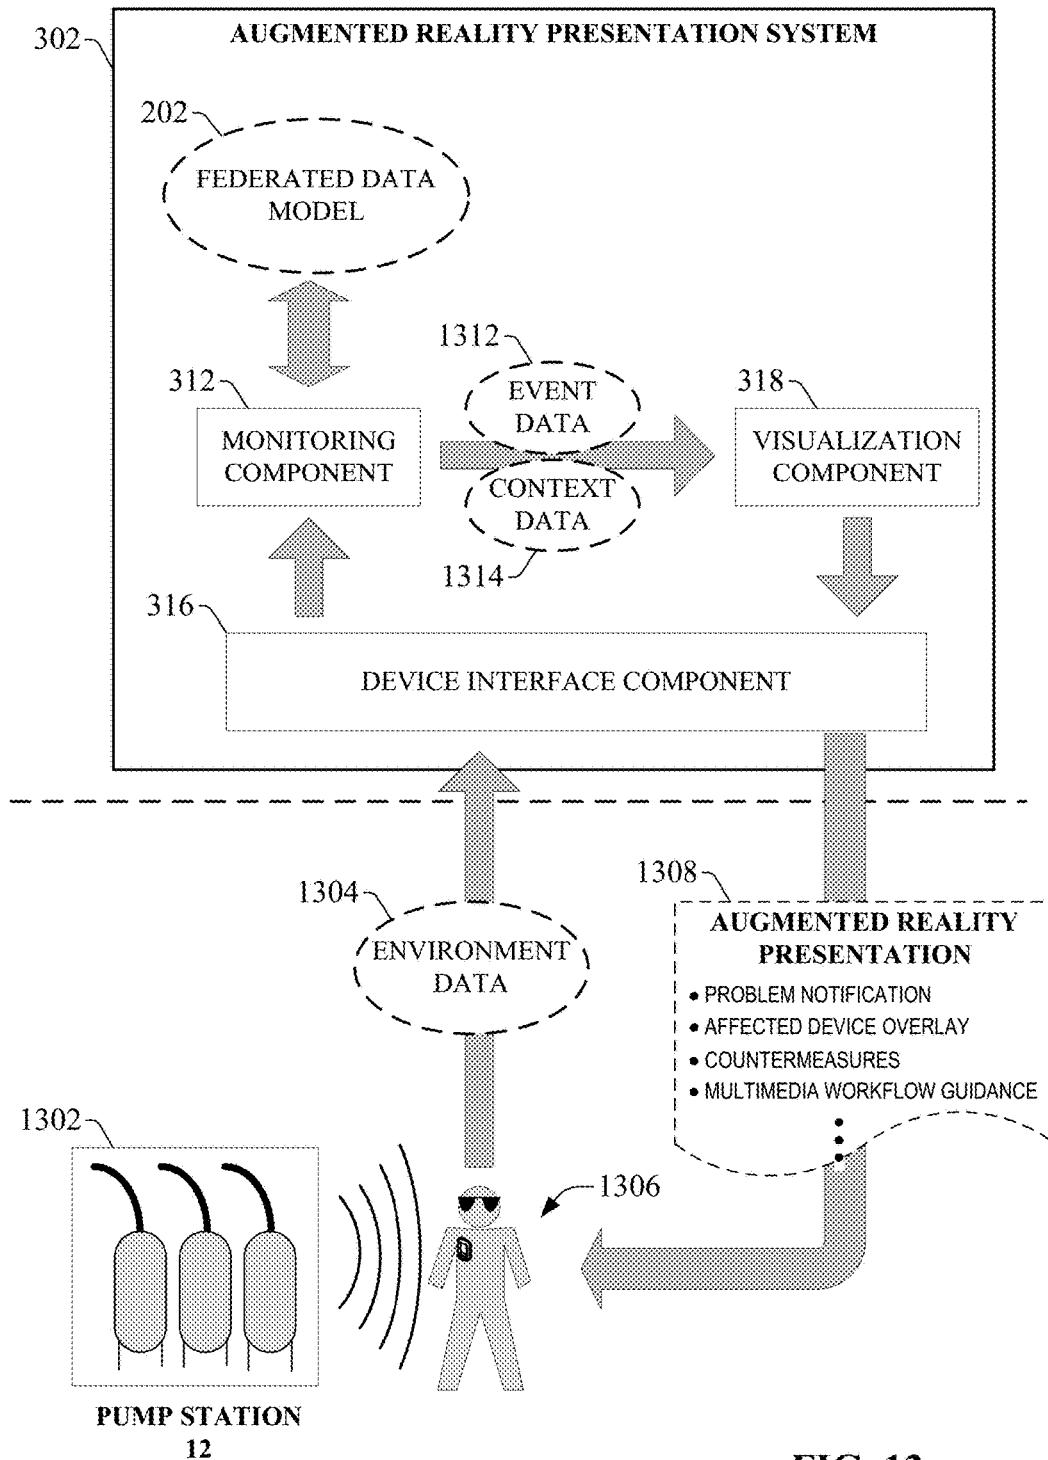 302
AUGMENTED REALITY PRESENTATION SYSTEM
202
FEDERATED DATA
MODEL
1312
EVENT
DATA
312
MONITORING
COMPONENT
318
VISUALIZATION
COMPONENT
CONTEXT
DATA
1314
316
DEVICE INTERFACE COMPONENT
1304
ENVIRONMENT
DATA
1308
AUGMENTED REALITY
PRESENTATION
• PROBLEM NOTIFICATION
• AFFECTED DEVICE OVERLAY
• COUNTERMEASURES
• MULTIMEDIA WORKFLOW GUIDANCE
1302
1306
PUMP STATION
12